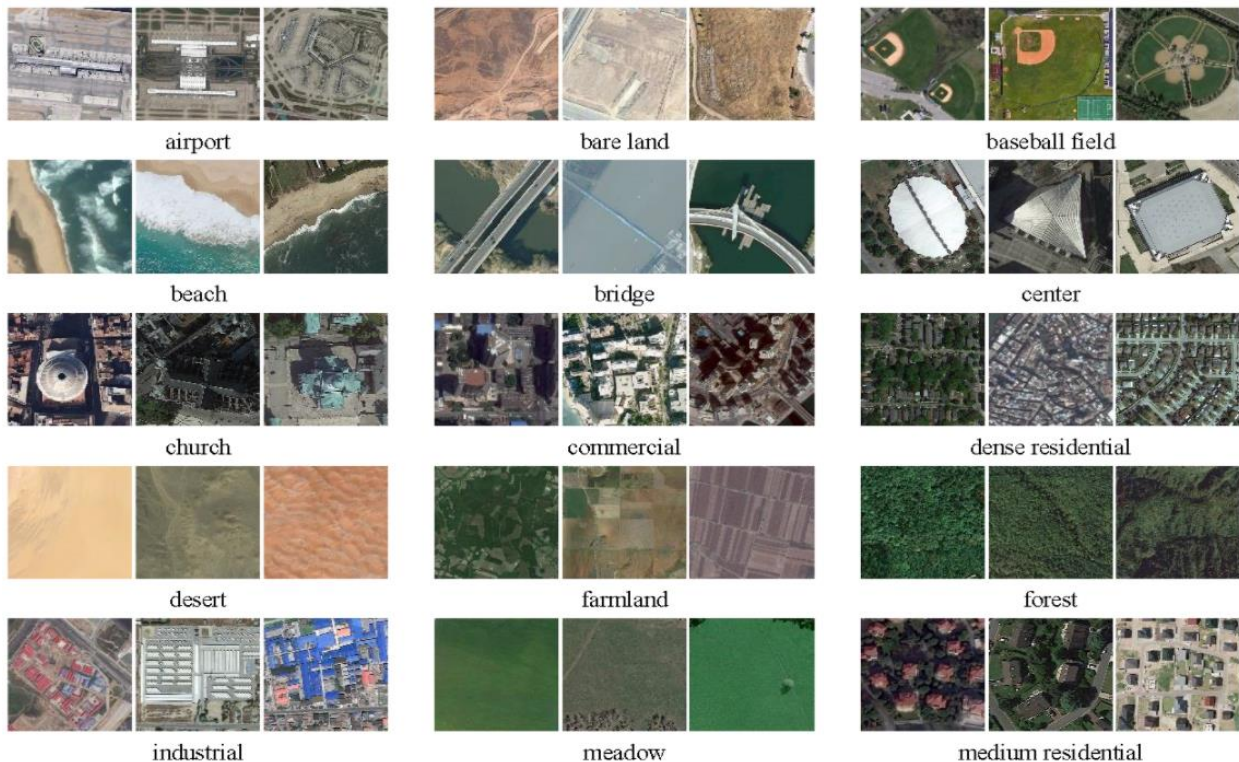 airport
bare land
baseball field
beach
bridge
center
church
commercial
dense residential
desert
farmland
forest
industrial
meadow
medium residential